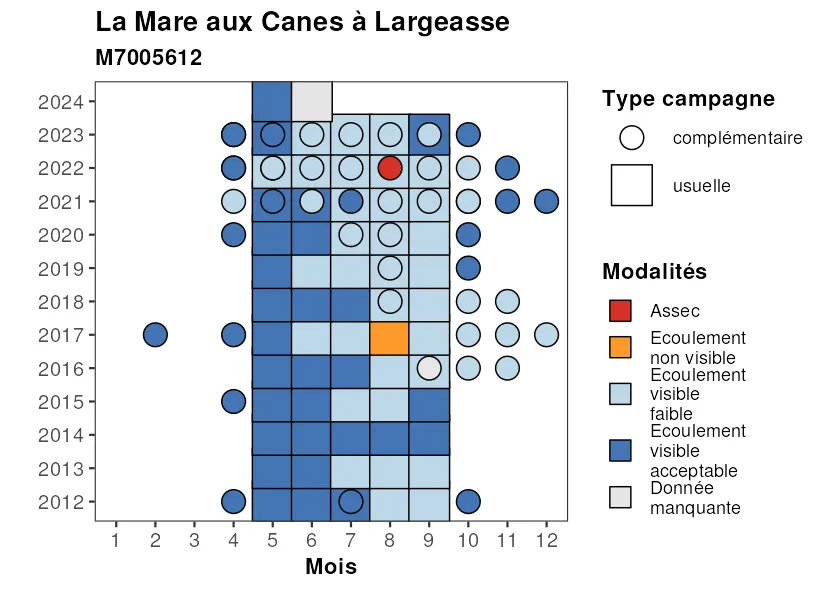 La Mare aux Canes à Largeasse
M7005612
2024
2023
2022
2021
2020
2019
2018
2017
2016
2015
2014
2013
2012
1 2 3 4 5 6 7 8 9 10 11 12
Mois
Type campagne
complémentaire
usuelle
Modalités
Assec
Ecoulement
non visible
Ecoulement
visible
faible
Ecoulement
visible
acceptable
Donnée
manquante